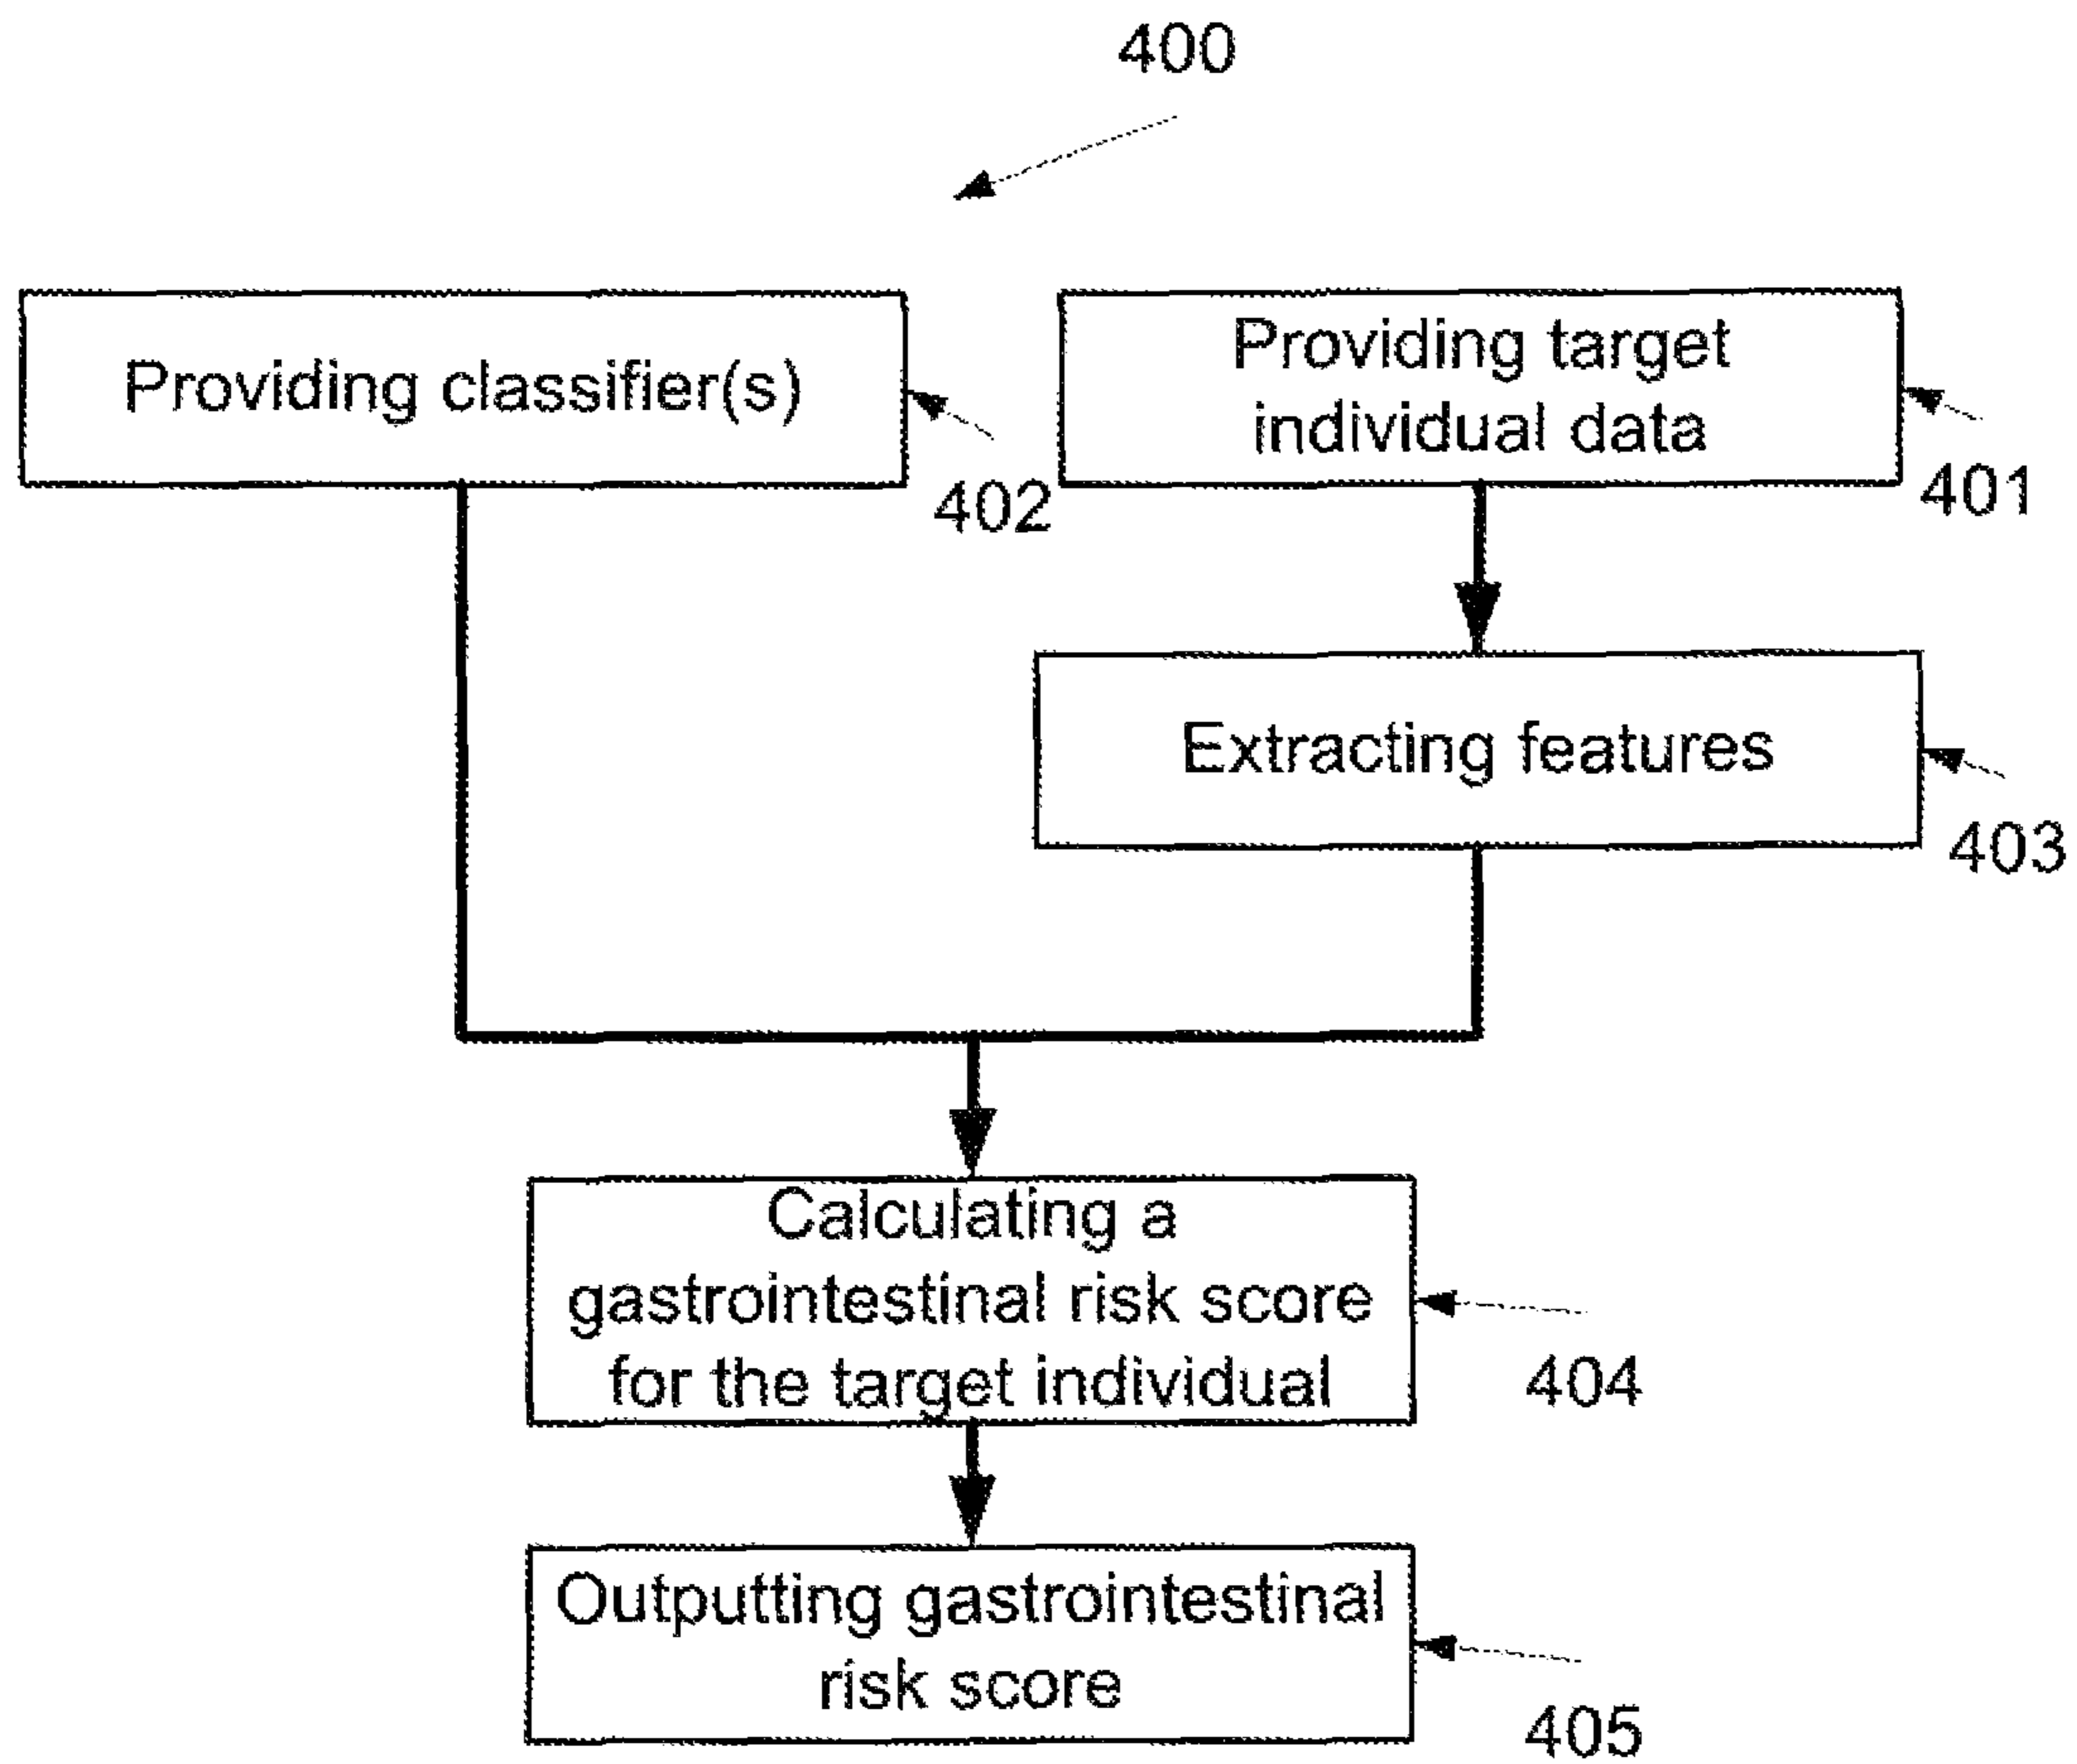 400
Providing classifier(s)
402
Providing target
individual data
401
Extracting features
403
Calculating a
gastrointestinal risk score
for the target individual
404
Outputting gastrointestinal
risk score
405